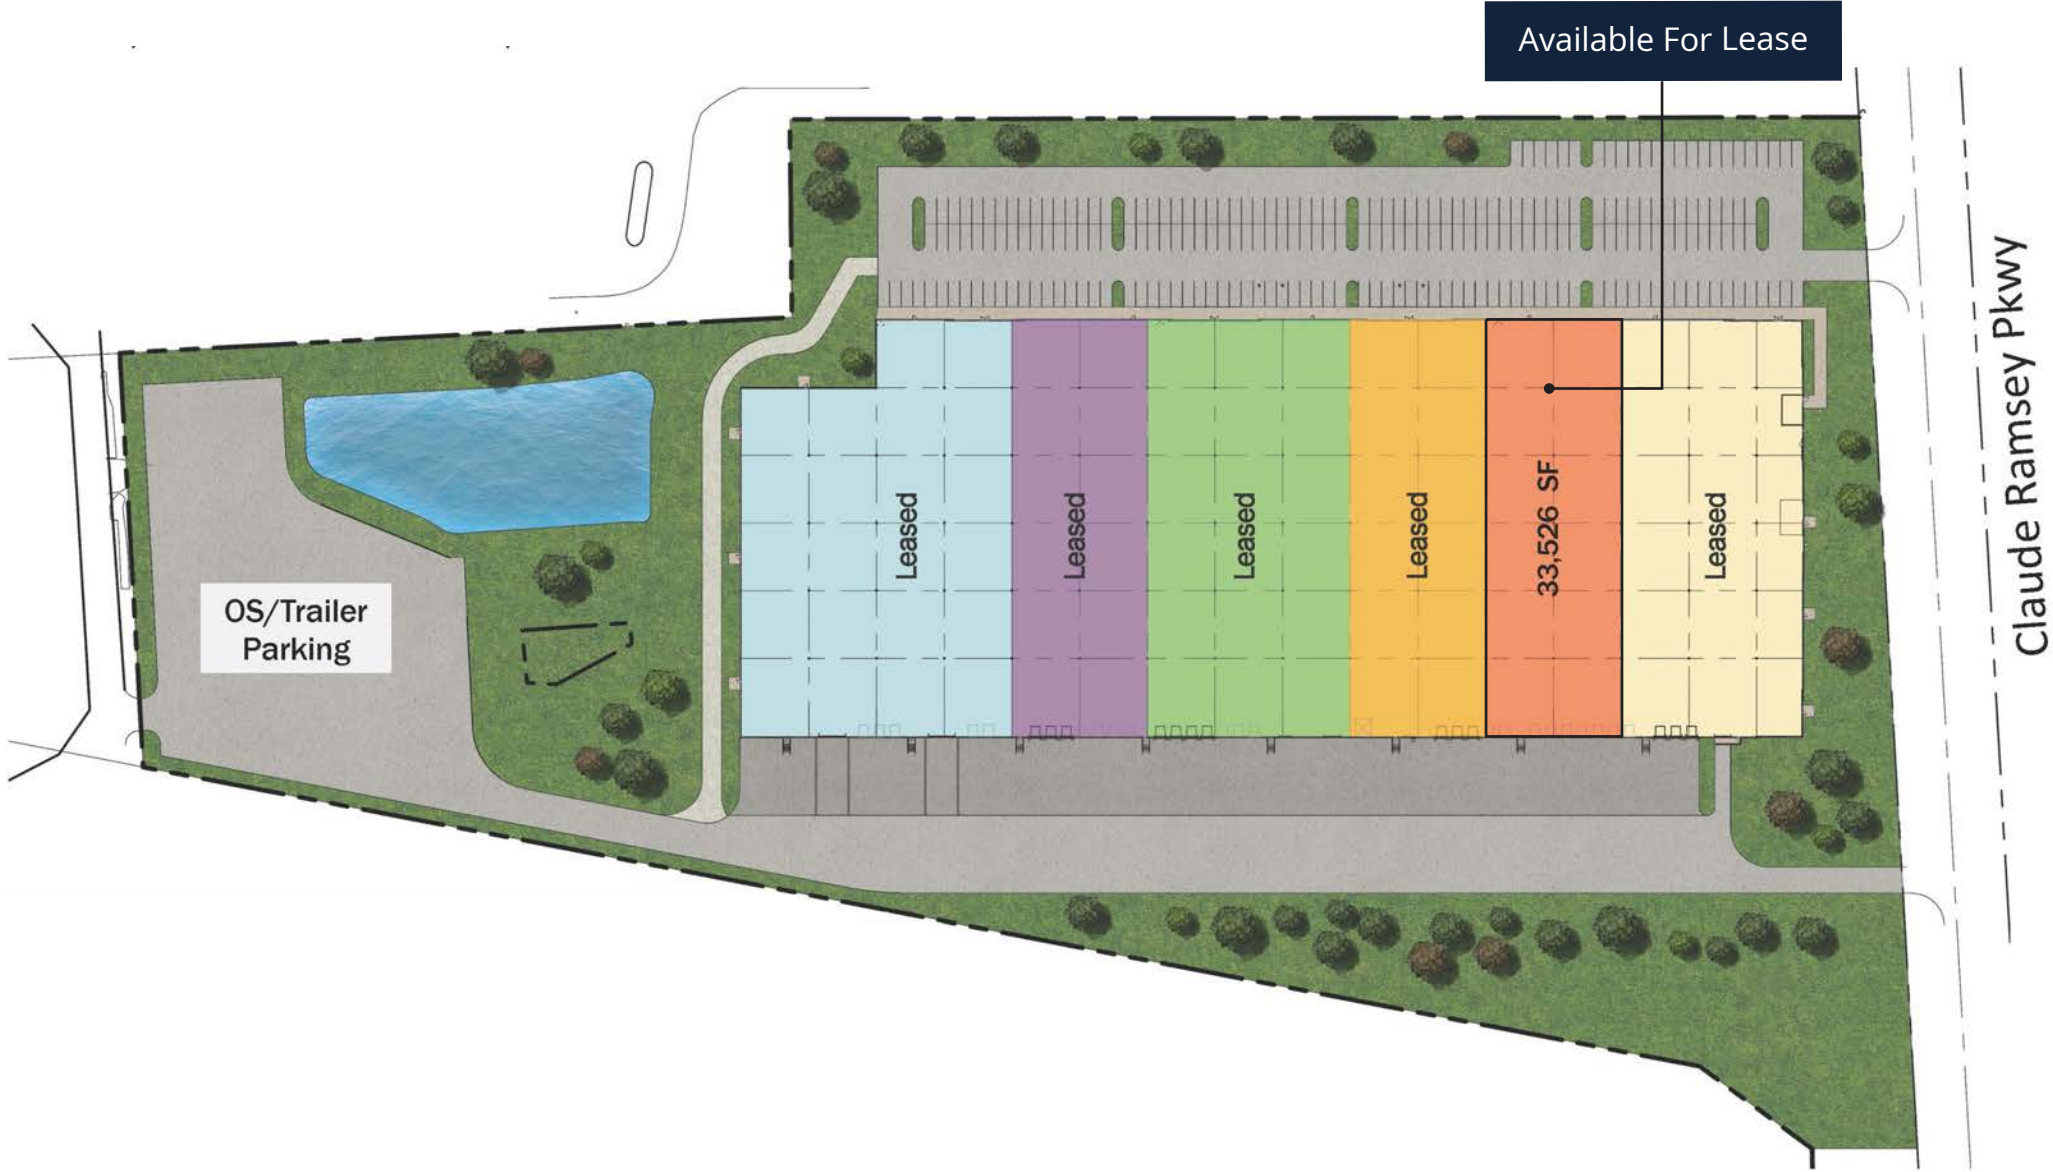 Available For Lease
OS/Trailer
Parking
Leased
Leased
Leased
Leased
33,526 SF
Leased
Claude Ramsey Pkwy